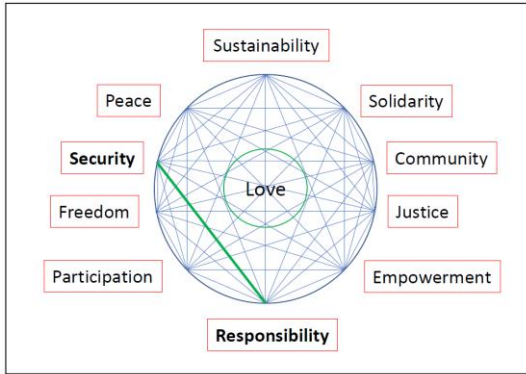 Sustainability
Peace
Solidarity
Security
Community
Love
Freedom
Justice
Participation
Empowerment
Responsibility